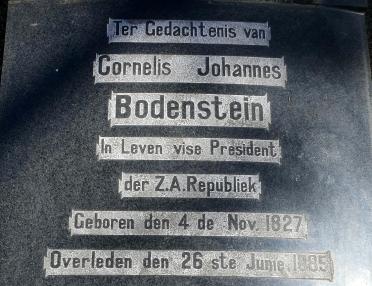 Ter Gedachtenis van
Cornelis Johannes
Bodenstein
In Leven vise President
der Z.A. Republiek
Geboren den 4 de Nov. 1827
Overleden den 26 ste Junie 1885